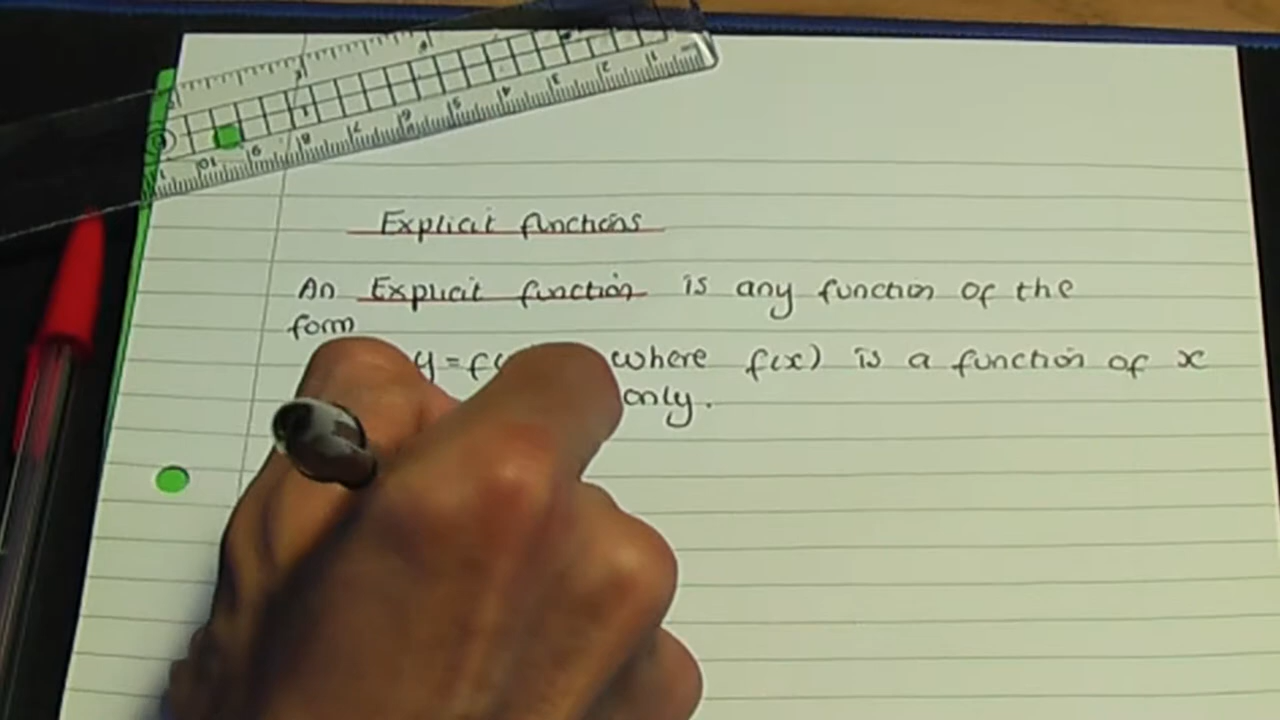 Explicit functions
An Explicit function is any function of the
form
y = f( where f(x) is a function of x
only.